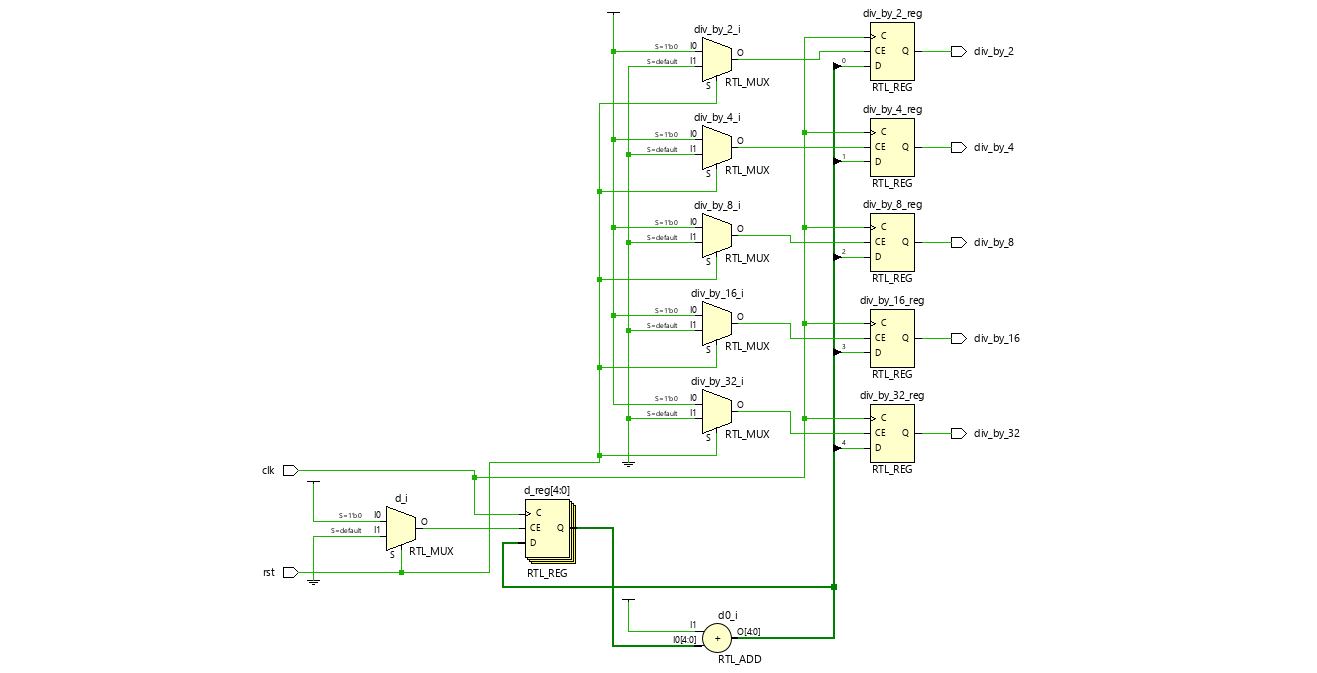 div_by_2_reg
div_by_2_i
S=1'b0 I0 O
S=default I1
S RTL_MUX
C
CE Q
D
0
RTL_REG
div_by_2
div_by_4_reg
div_by_4_i
S=1'b0 I0 O
S=default I1
S RTL_MUX
C
CE Q
D
1
RTL_REG
div_by_4
div_by_8_reg
div_by_8_i
S=1'b0 I0 O
S=default I1
S RTL_MUX
C
CE Q
D
2
RTL_REG
div_by_8
div_by_16_reg
div_by_16_i
S=1'b0 I0 O
S=default I1
S RTL_MUX
C
CE Q
D
3
RTL_REG
div_by_16
div_by_32_reg
div_by_32_i
S=1'b0 I0 O
S=default I1
S RTL_MUX
C
CE Q
D
4
RTL_REG
div_by_32
clk
d_i
S=1'b0 I0 O
S=default I1
S RTL_MUX
rst
d_reg[4:0]
C
CE Q
D
RTL_REG
d0_i
I1
I0[4:0] + O[4:0]
RTL_ADD